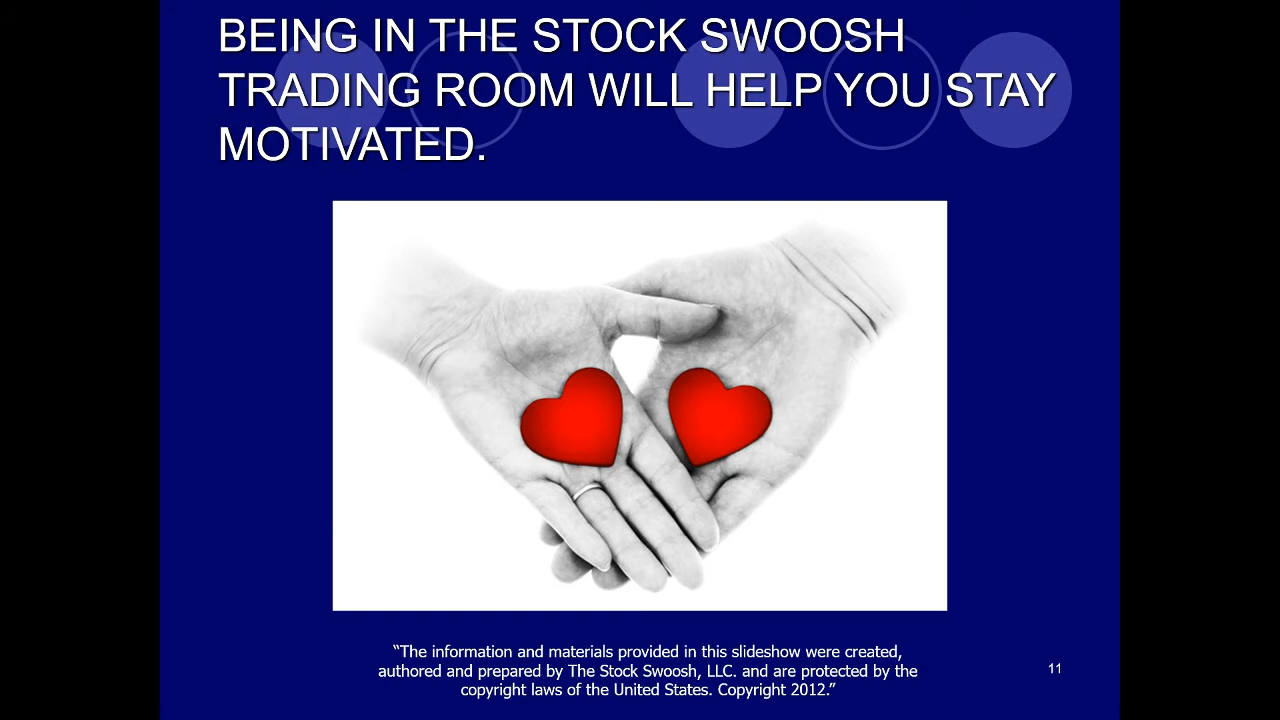 BEING IN THE STOCK SWOOSH
TRADING ROOM WILL HELP YOU STAY
MOTIVATED.
“The information and materials provided in this slideshow were created,
authored and prepared by The Stock Swoosh, LLC. and are protected by the
copyright laws of the United States. Copyright 2012.”
11